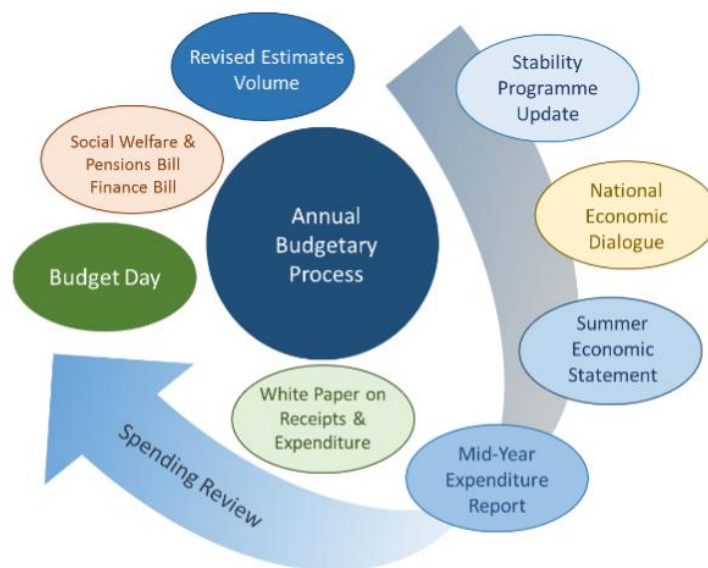 Revised Estimates
Volume
Stability
Programme
Update
Social Welfare &
Pensions Bill
Finance Bill
National
Economic
Dialogue
Annual
Budgetary
Process
Budget Day
Summer
Economic
Statement
White Paper on
Receipts &
Expenditure
Mid-Year
Expenditure
Report
Spending Review